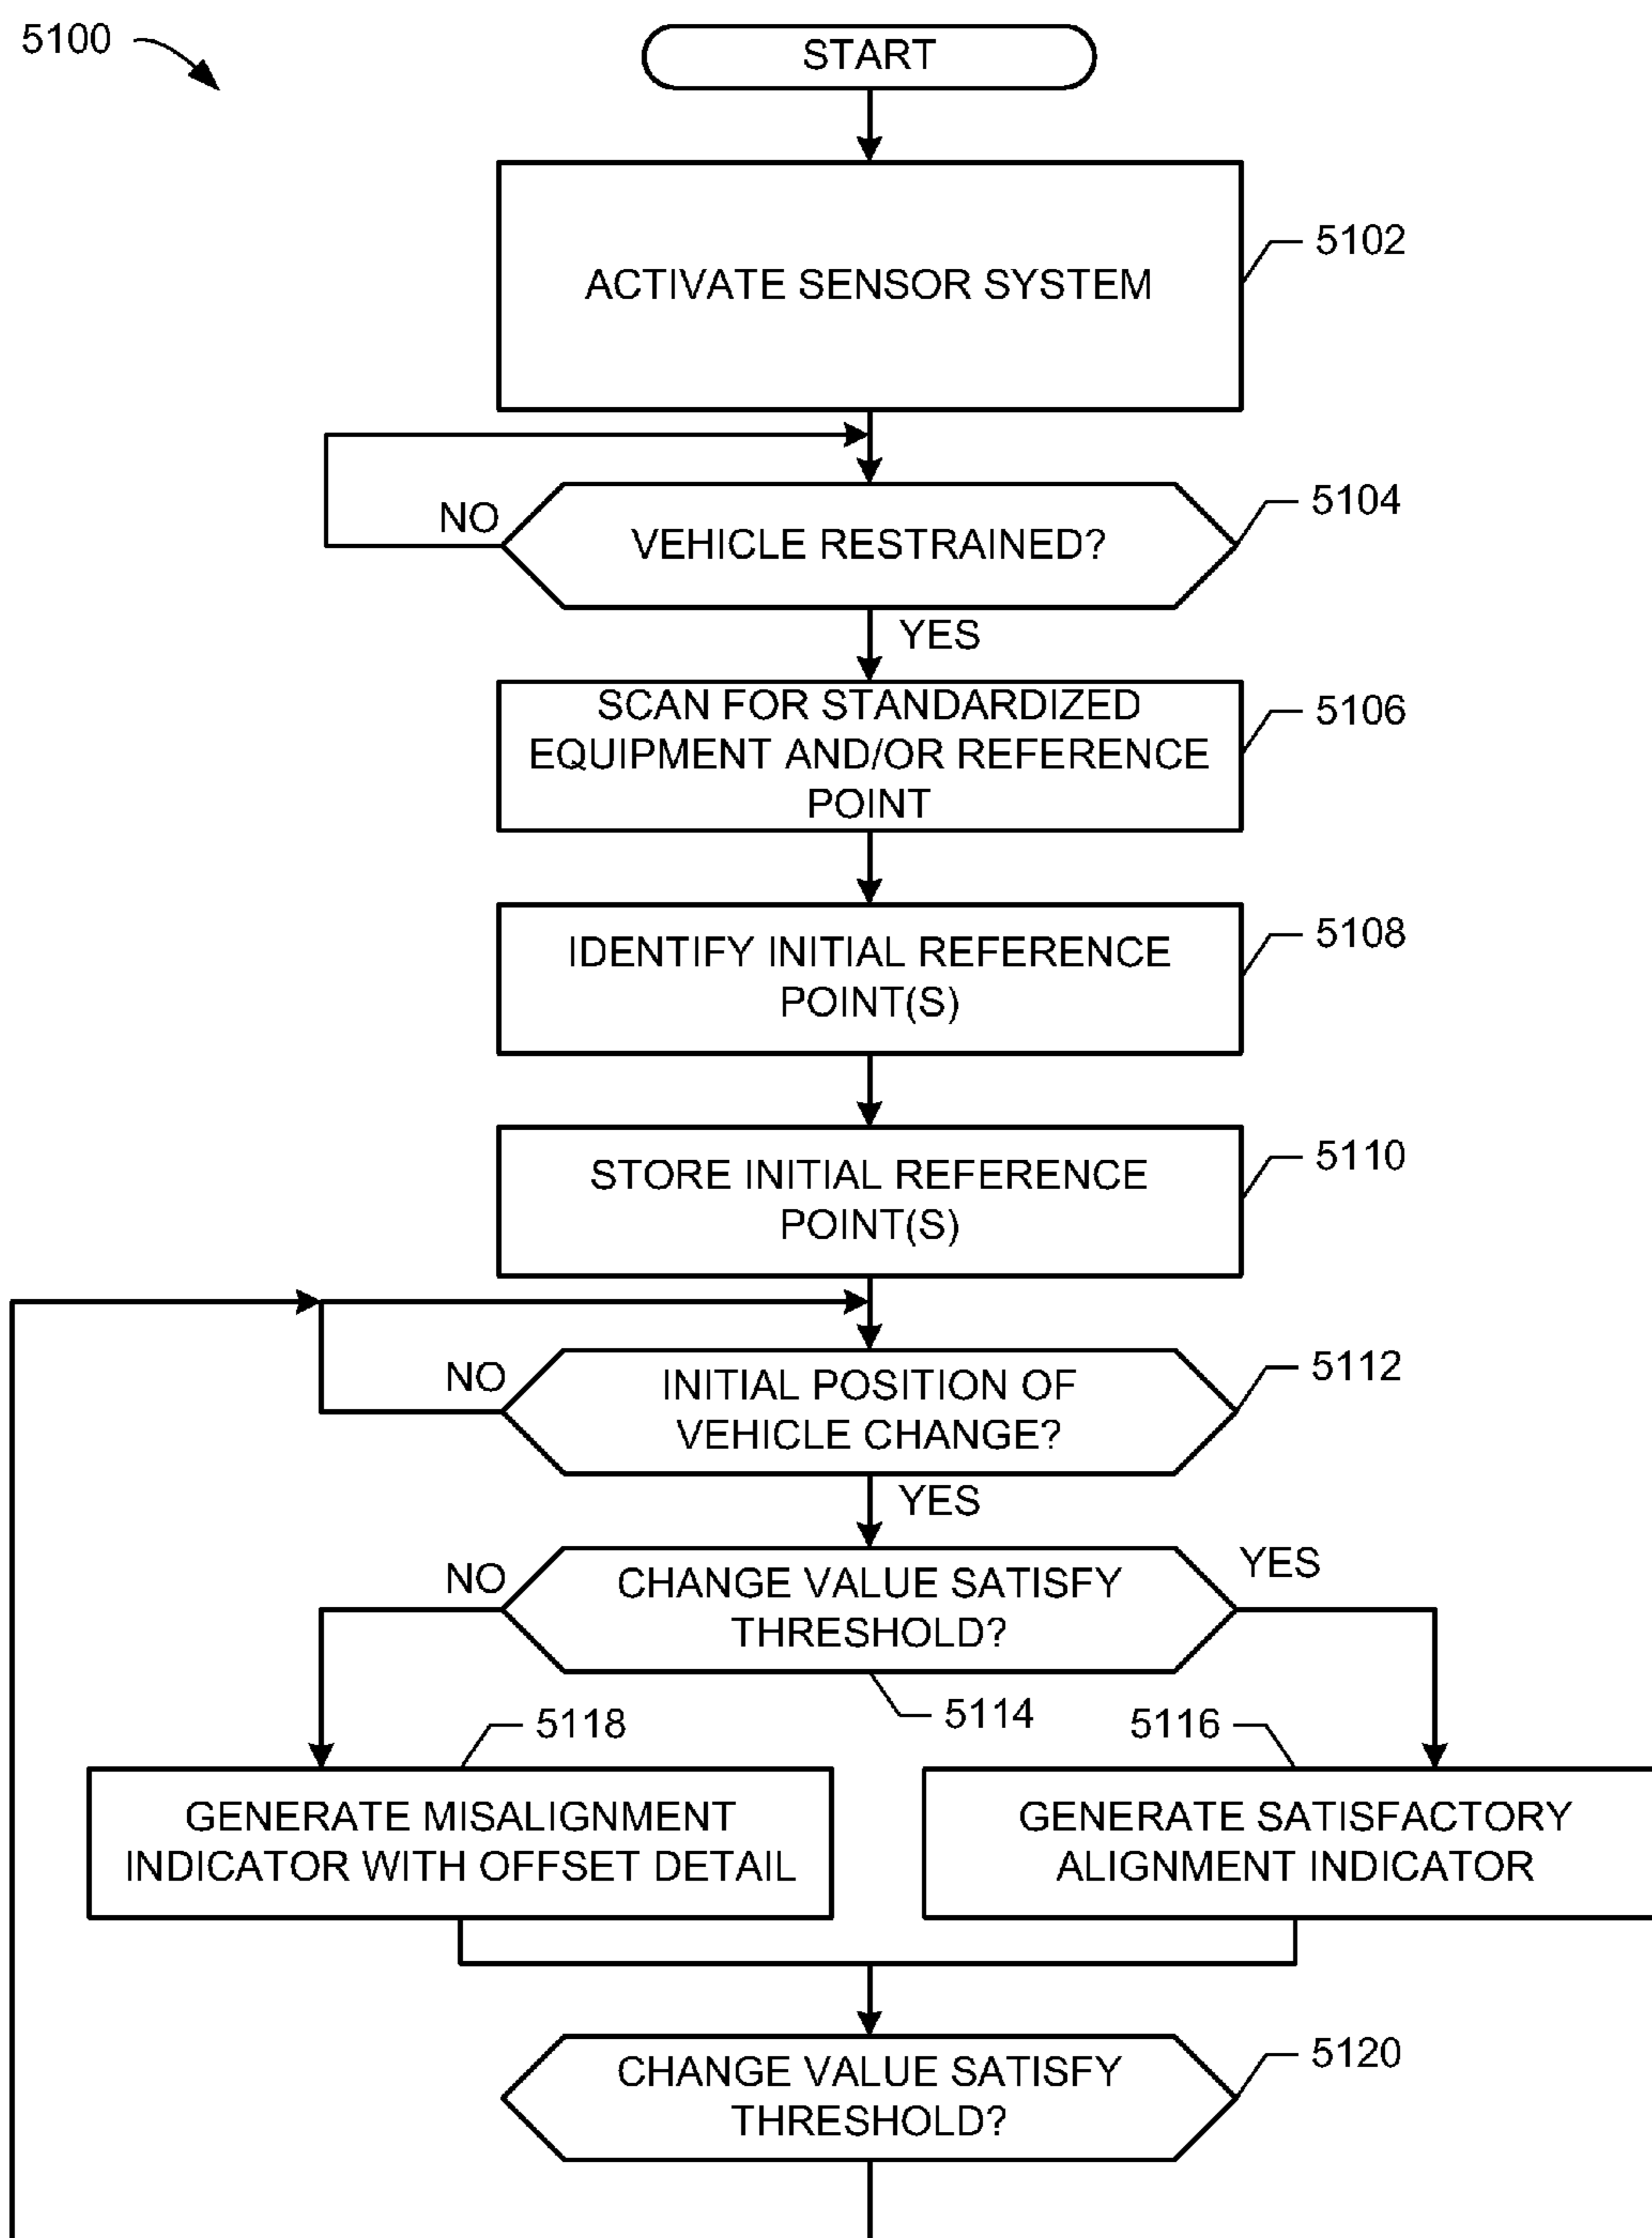 5100
START
ACTIVATE SENSOR SYSTEM
5102
NO
VEHICLE RESTRAINED?
5104
YES
SCAN FOR STANDARDIZED
EQUIPMENT AND/OR REFERENCE
POINT
5106
IDENTIFY INITIAL REFERENCE
POINT(S)
5108
STORE INITIAL REFERENCE
POINT(S)
5110
NO
INITIAL POSITION OF
VEHICLE CHANGE?
5112
YES
NO
CHANGE VALUE SATISFY
THRESHOLD?
YES
5114
5118
5116
GENERATE MISALIGNMENT
INDICATOR WITH OFFSET DETAIL
GENERATE SATISFACTORY
ALIGNMENT INDICATOR
CHANGE VALUE SATISFY
THRESHOLD?
5120